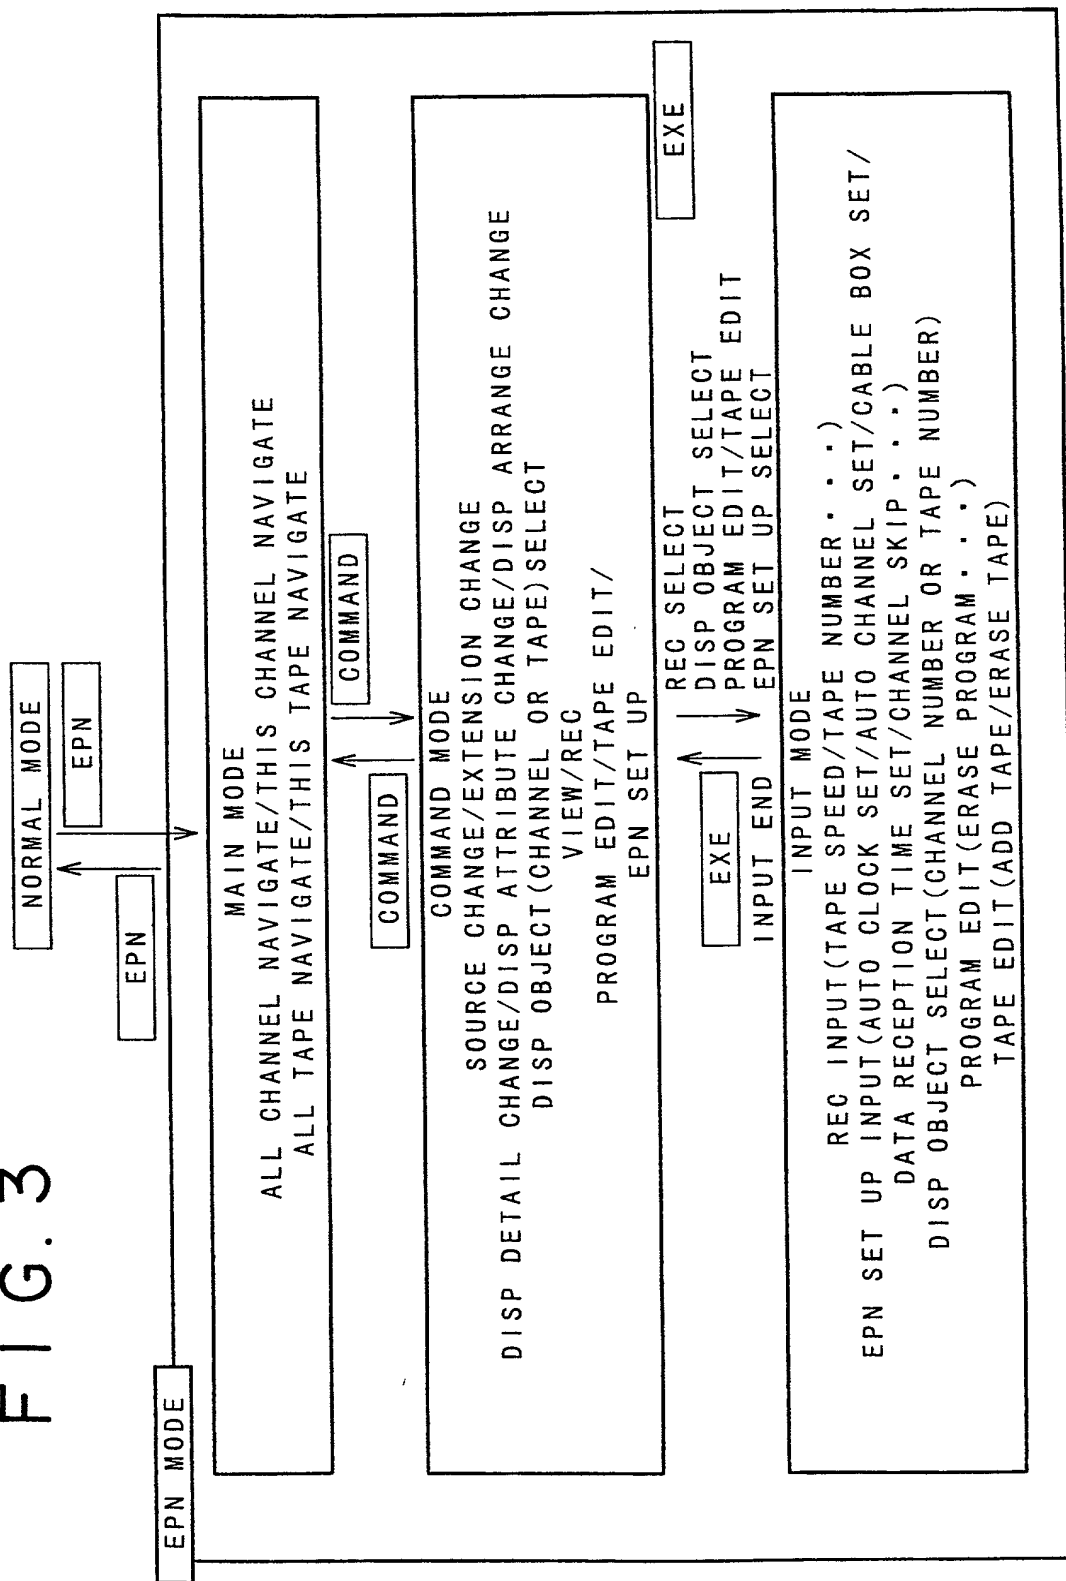 FIG. 3
NORMAL MODE
EPN
EPN
EPN MODE
MAIN MODE
ALL CHANNEL NAVIGATE/THIS CHANNEL NAVIGATE
ALL TAPE NAVIGATE/THIS TAPE NAVIGATE
COMMAND
COMMAND
COMMAND MODE
SOURCE CHANGE/EXTENSION CHANGE
DISP DETAIL CHANGE/DISP ATTRIBUTE CHANGE/DISP ARRANGE CHANGE
DISP OBJECT(CHANNEL OR TAPE)SELECT
VIEW/REC
PROGRAM EDIT/TAPE EDIT/
EPN SET UP
EXE
REC SELECT
DISP OBJECT SELECT
PROGRAM EDIT/TAPE EDIT
EPN SET UP SELECT
EXE
INPUT END
INPUT MODE
REC INPUT(TAPE SPEED/TAPE NUMBER···)
EPN SET UP INPUT(AUTO CLOCK SET/AUTO CHANNEL SET/CABLE BOX SET/
DATA RECEPTION TIME SET/CHANNEL SKIP···)
DISP OBJECT SELECT(CHANNEL NUMBER OR TAPE NUMBER)
PROGRAM EDIT(ERASE PROGRAM···)
TAPE EDIT(ADD TAPE/ERASE TAPE)